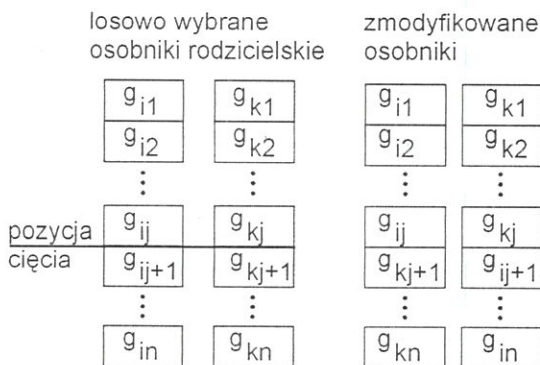 losowo wybrane zmodyfikowane
osobniki rodzicielskie osobniki
g_i1 g_k1 g_i1 g_k1
g_i2 g_k2 g_i2 g_k2
⋮ ⋮ ⋮ ⋮
pozycja g_ij g_kj g_ij g_kj
cięcia g_ij+1 g_kj+1 g_kj+1 g_ij+1
⋮ ⋮ ⋮ ⋮
g_in g_kn g_kn g_in